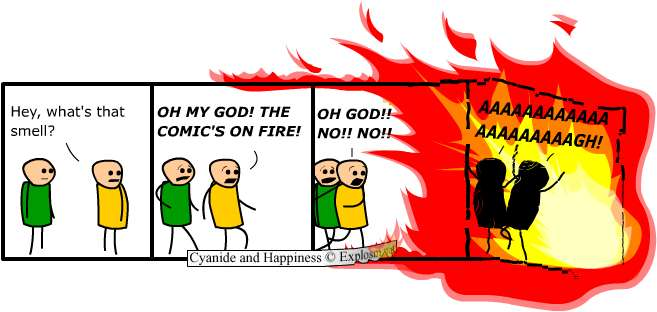 Hey, what's that
smell?
OH MY GOD! THE
COMIC'S ON FIRE!
OH GOD!!
NO!! NO!!
AAAAAAAAAAAA
AAAAAAAAAGH!
Cyanide and Happiness ©